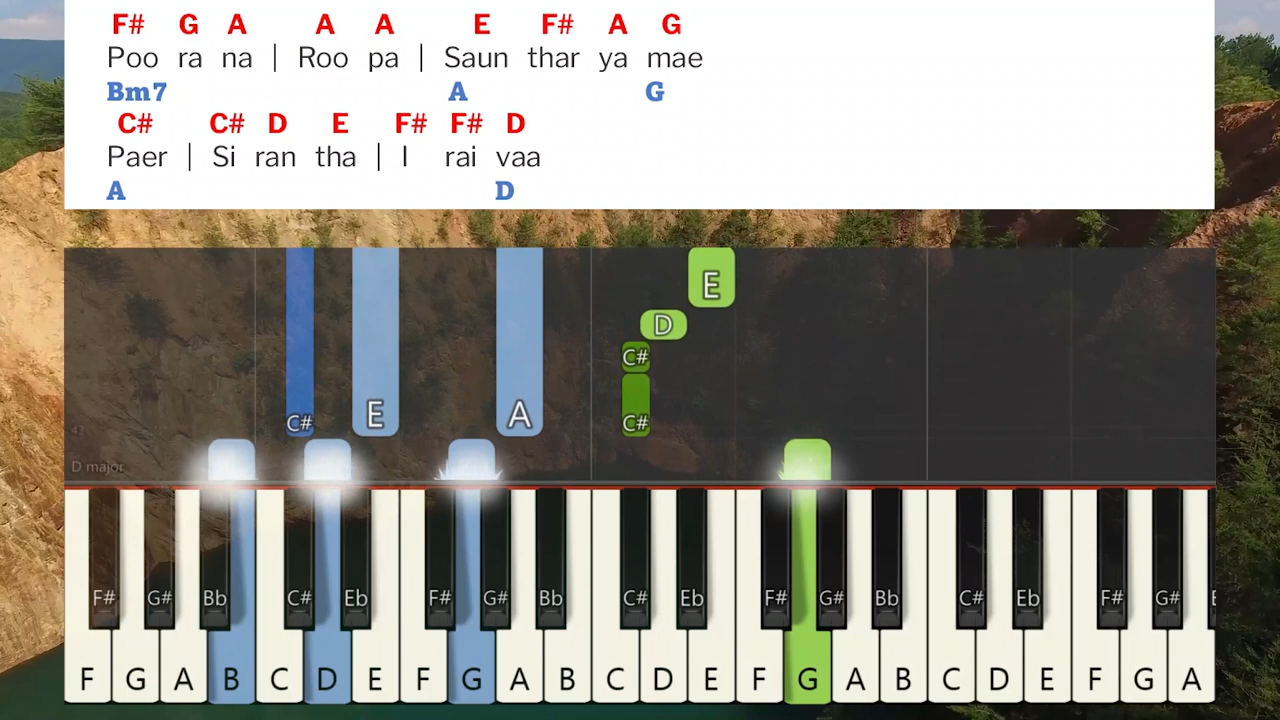 F# G A A A E F# A G
Poo ra na | Roo pa | Saun thar ya mae
Bm7 A G
C# C# D E F# F# D
Paer | Si ran tha | I rai vaa
A D
E
D
C#
C# E A C#
D major
F# G# Bb C# Eb F# G# Bb C# Eb F# G# Bb C# Eb F# G#
F G A B C D E F G A B C D E F G A B C D E F G A